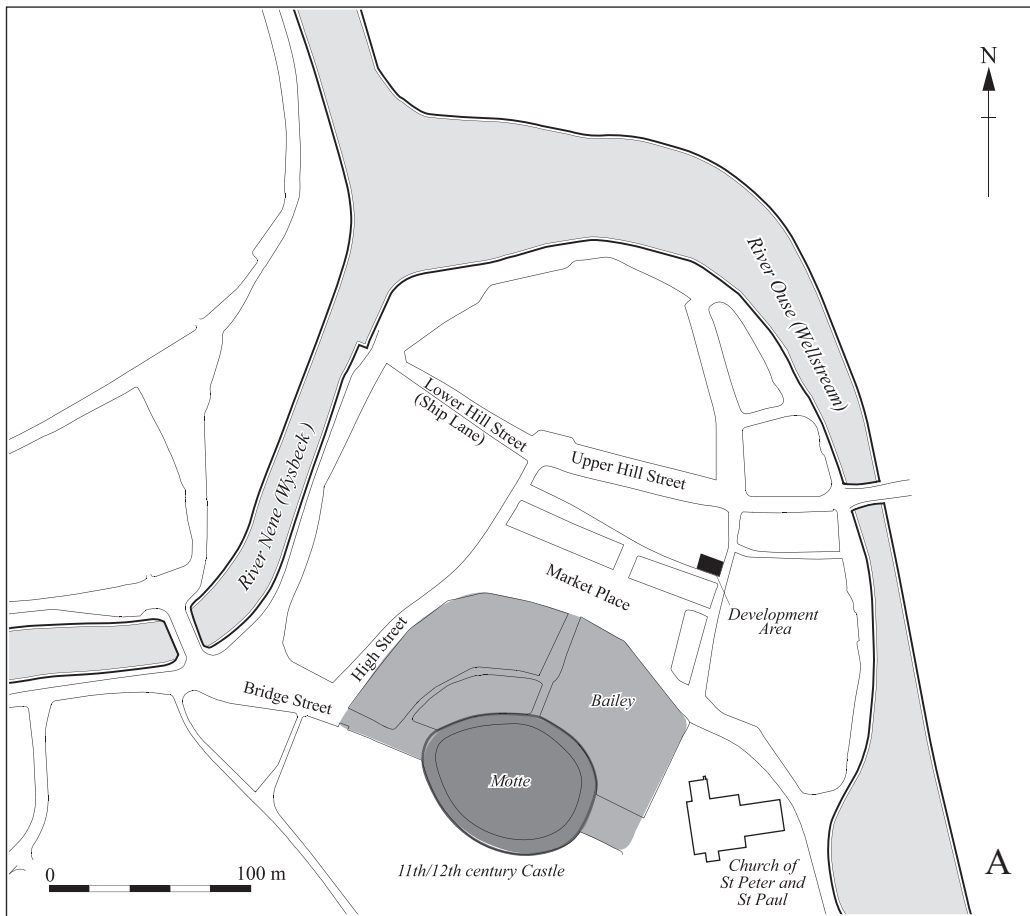 N
River Ouse (Wellstream)
Lower Hill Street
(Ship Lane)
Upper Hill Street
River Nene (Wysbeck )
Market Place
Development
Area
High Street
Bridge Street
Bailey
Motte
11th/12th century Castle
Church of
St Peter and
St Paul
0 100 m
A